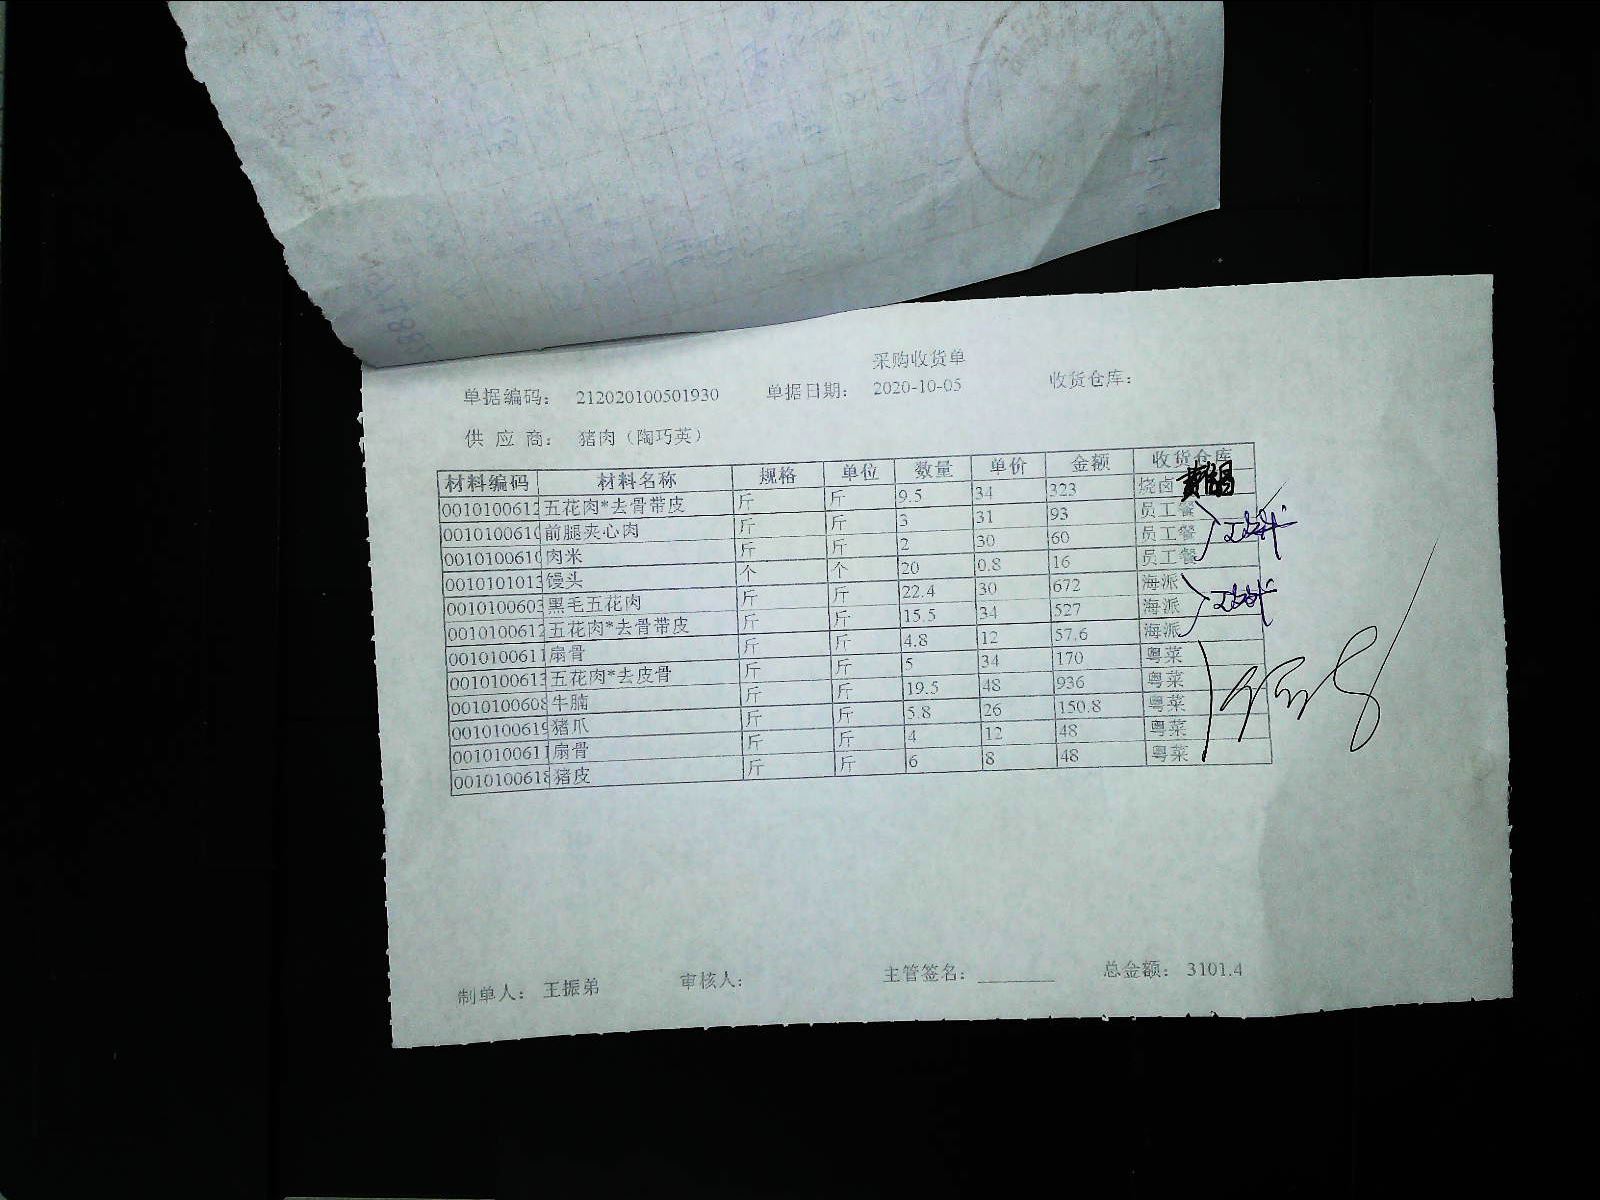 采购收货单
单据编码: 212020100501930 单据日期: 2020-10-05 收货仓库:
供 应 商: 猪肉（陶巧英）
材料编码 材料名称 规格 单位 数量 单价 金额 收货仓库
0010100612 五花肉*去骨带皮 斤 斤 9.5 34 323 烧卤
001010061 前腿夹心肉 斤 斤 3 31 93 员工餐
001010061 肉米 斤 斤 2 30 60 员工餐
0010101013 馒头 个 个 20 0.8 16 员工餐
0010100603 黑毛五花肉 斤 斤 22.4 30 672 海派
0010100612 五花肉*去骨带皮 斤 斤 15.5 34 527 海派
0010100611 扇骨 斤 斤 4.8 12 57.6 海派
0010100613 五花肉*去皮骨 斤 斤 5 34 170 粤菜
0010100608 牛腩 斤 斤 19.5 48 936 粤菜
0010100619 猪爪 斤 斤 5.8 26 150.8 粤菜
0010100611 扇骨 斤 斤 4 12 48 粤菜
0010100618 猪皮 斤 斤 6 8 48 粤菜
制单人: 王振弟 审核人: 主管签名: 总金额: 3101.4